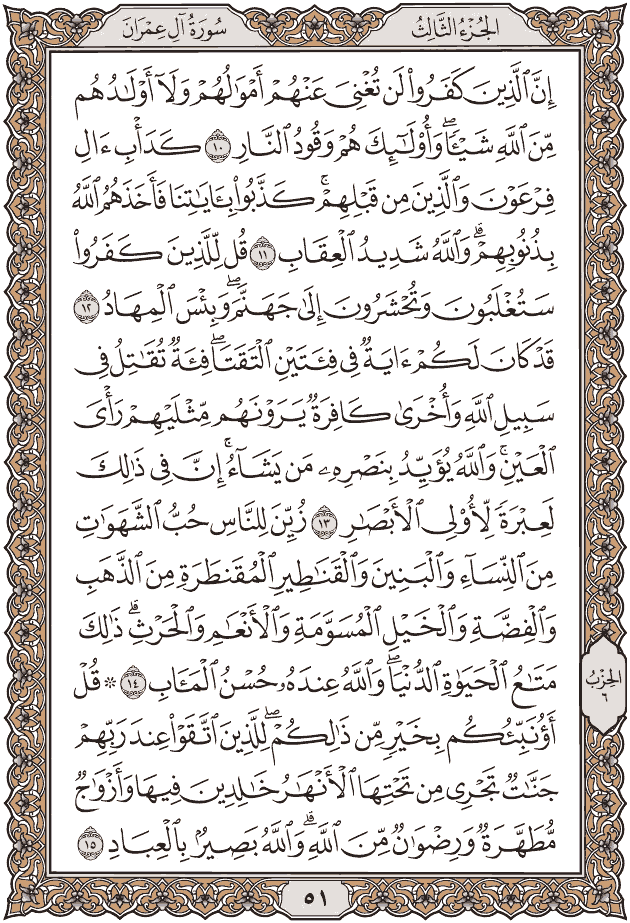 سُورَةُ آلِ عِمْرَانَ
الجُزْءُ الثَّالِثُ
إِنَّ ٱلَّذِينَ كَفَرُواْ لَن تُغْنِىَ عَنْهُمْ أَمْوَٰلُهُمْ وَلَآ أَوْلَٰدُهُم
مِّنَ ٱللَّهِ شَيْـًٔاۖ وَأُوْلَٰٓئِكَ هُمْ وَقُودُ ٱلنَّارِ ١٠ كَدَأْبِ ءَالِ
فِرْعَوْنَ وَٱلَّذِينَ مِن قَبْلِهِمْۚ كَذَّبُواْ بِـَٔايَٰتِنَا فَأَخَذَهُمُ ٱللَّهُ
بِذُنُوبِهِمْۗ وَٱللَّهُ شَدِيدُ ٱلْعِقَابِ ١١ قُل لِّلَّذِينَ كَفَرُواْ
سَتُغْلَبُونَ وَتُحْشَرُونَ إِلَىٰ جَهَنَّمَۖ وَبِئْسَ ٱلْمِهَادُ ١٢
قَدْ كَانَ لَكُمْ ءَايَةٌ فِى فِئَتَيْنِ ٱلْتَقَتَاۖ فِئَةٌ تُقَٰتِلُ فِى
سَبِيلِ ٱللَّهِ وَأُخْرَىٰ كَافِرَةٌ يَرَوْنَهُم مِّثْلَيْهِمْ رَأْىَ
ٱلْعَيْنِۚ وَٱللَّهُ يُؤَيِّدُ بِنَصْرِهِۦ مَن يَشَآءُۚ إِنَّ فِى ذَٰلِكَ
لَعِبْرَةً لِّأُوْلِى ٱلْأَبْصَٰرِ ١٣ زُيِّنَ لِلنَّاسِ حُبُّ ٱلشَّهَوَٰتِ
مِنَ ٱلنِّسَآءِ وَٱلْبَنِينَ وَٱلْقَنَٰطِيرِ ٱلْمُقَنطَرَةِ مِنَ ٱلذَّهَبِ
وَٱلْفِضَّةِ وَٱلْخَيْلِ ٱلْمُسَوَّمَةِ وَٱلْأَنْعَٰمِ وَٱلْحَرْثِۗ ذَٰلِكَ
مَتَٰعُ ٱلْحَيَوٰةِ ٱلدُّنْيَاۖ وَٱللَّهُ عِندَهُۥ حُسْنُ ٱلْمَـَٔابِ ١٤ ۞ قُلْ
أَؤُنَبِّئُكُم بِخَيْرٍ مِّن ذَٰلِكُمْۖ لِلَّذِينَ ٱتَّقَوْاْ عِندَ رَبِّهِمْ
جَنَّٰتٌ تَجْرِى مِن تَحْتِهَا ٱلْأَنْهَٰرُ خَٰلِدِينَ فِيهَا وَأَزْوَٰجٌ
مُّطَهَّرَةٌ وَرِضْوَٰنٌ مِّنَ ٱللَّهِۗ وَٱللَّهُ بَصِيرٌۢ بِٱلْعِبَادِ ١٥
الحِزْبُ
٦
٥١